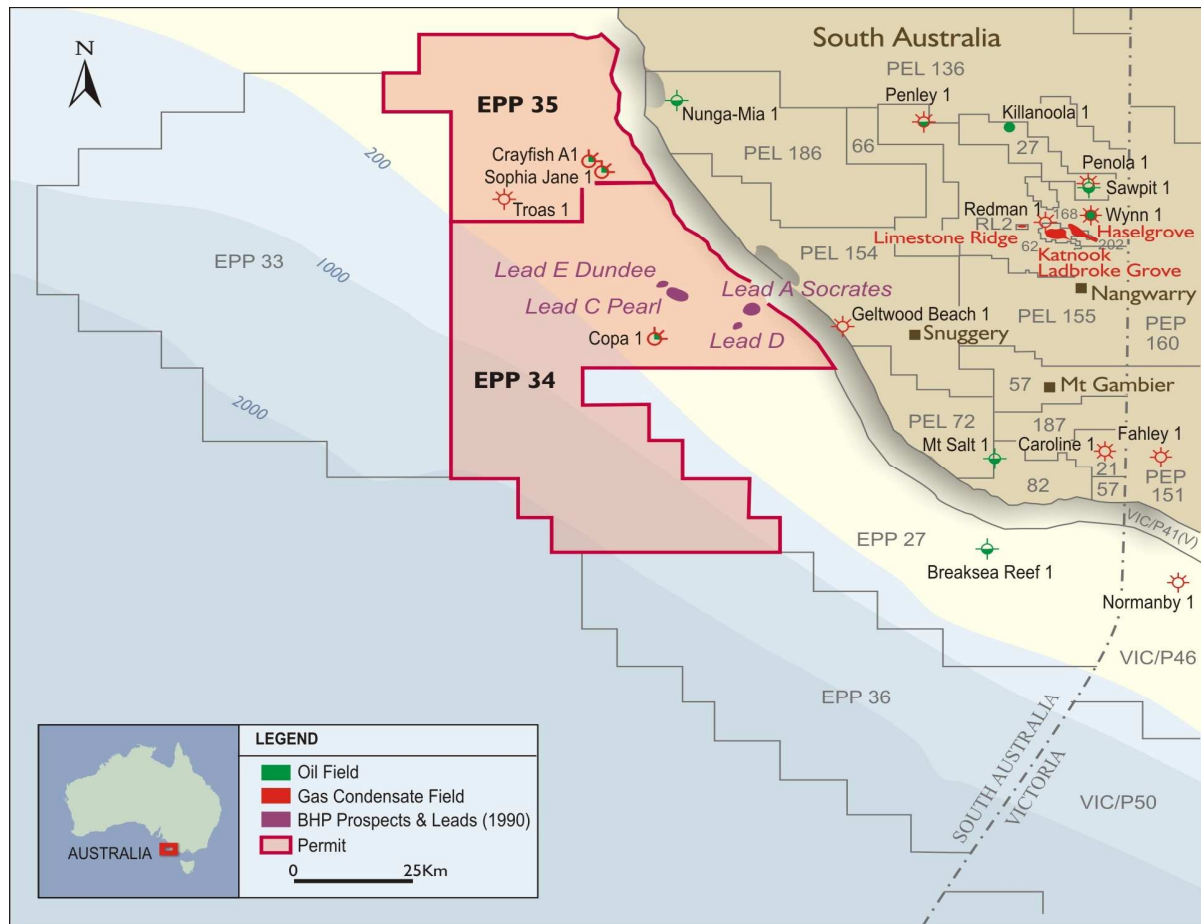 N
South Australia
PEL 136
EPP 35
Nunga-Mia 1
Penley 1
Killanoola 1
66
27
PEL 186
Crayfish A1
Sophia Jane 1
Troas 1
Penola 1
Sawpit 1
200
Redman 1
168
Wynn 1
RL2
Limestone Ridge
Haselgrove
62
202
Katnook
Ladbroke Grove
PEL 154
EPP 33
1000
Lead E Dundee
Lead A Socrates
Lead C Pearl
Nangwarry
Geltwood Beach 1
PEL 155
PEP
160
Snuggery
Copa 1
Lead D
EPP 34
57
Mt Gambier
2000
PEL 72
187
Mt Salt 1
Caroline 1
Fahley 1
21
82
57
PEP
151
VIC/P41(V)
EPP 27
Breaksea Reef 1
Normanby 1
VIC/P46
EPP 36
SOUTH AUSTRALIA
VICTORIA
VIC/P50
AUSTRALIA
LEGEND
Oil Field
Gas Condensate Field
BHP Prospects & Leads (1990)
Permit
0 25Km